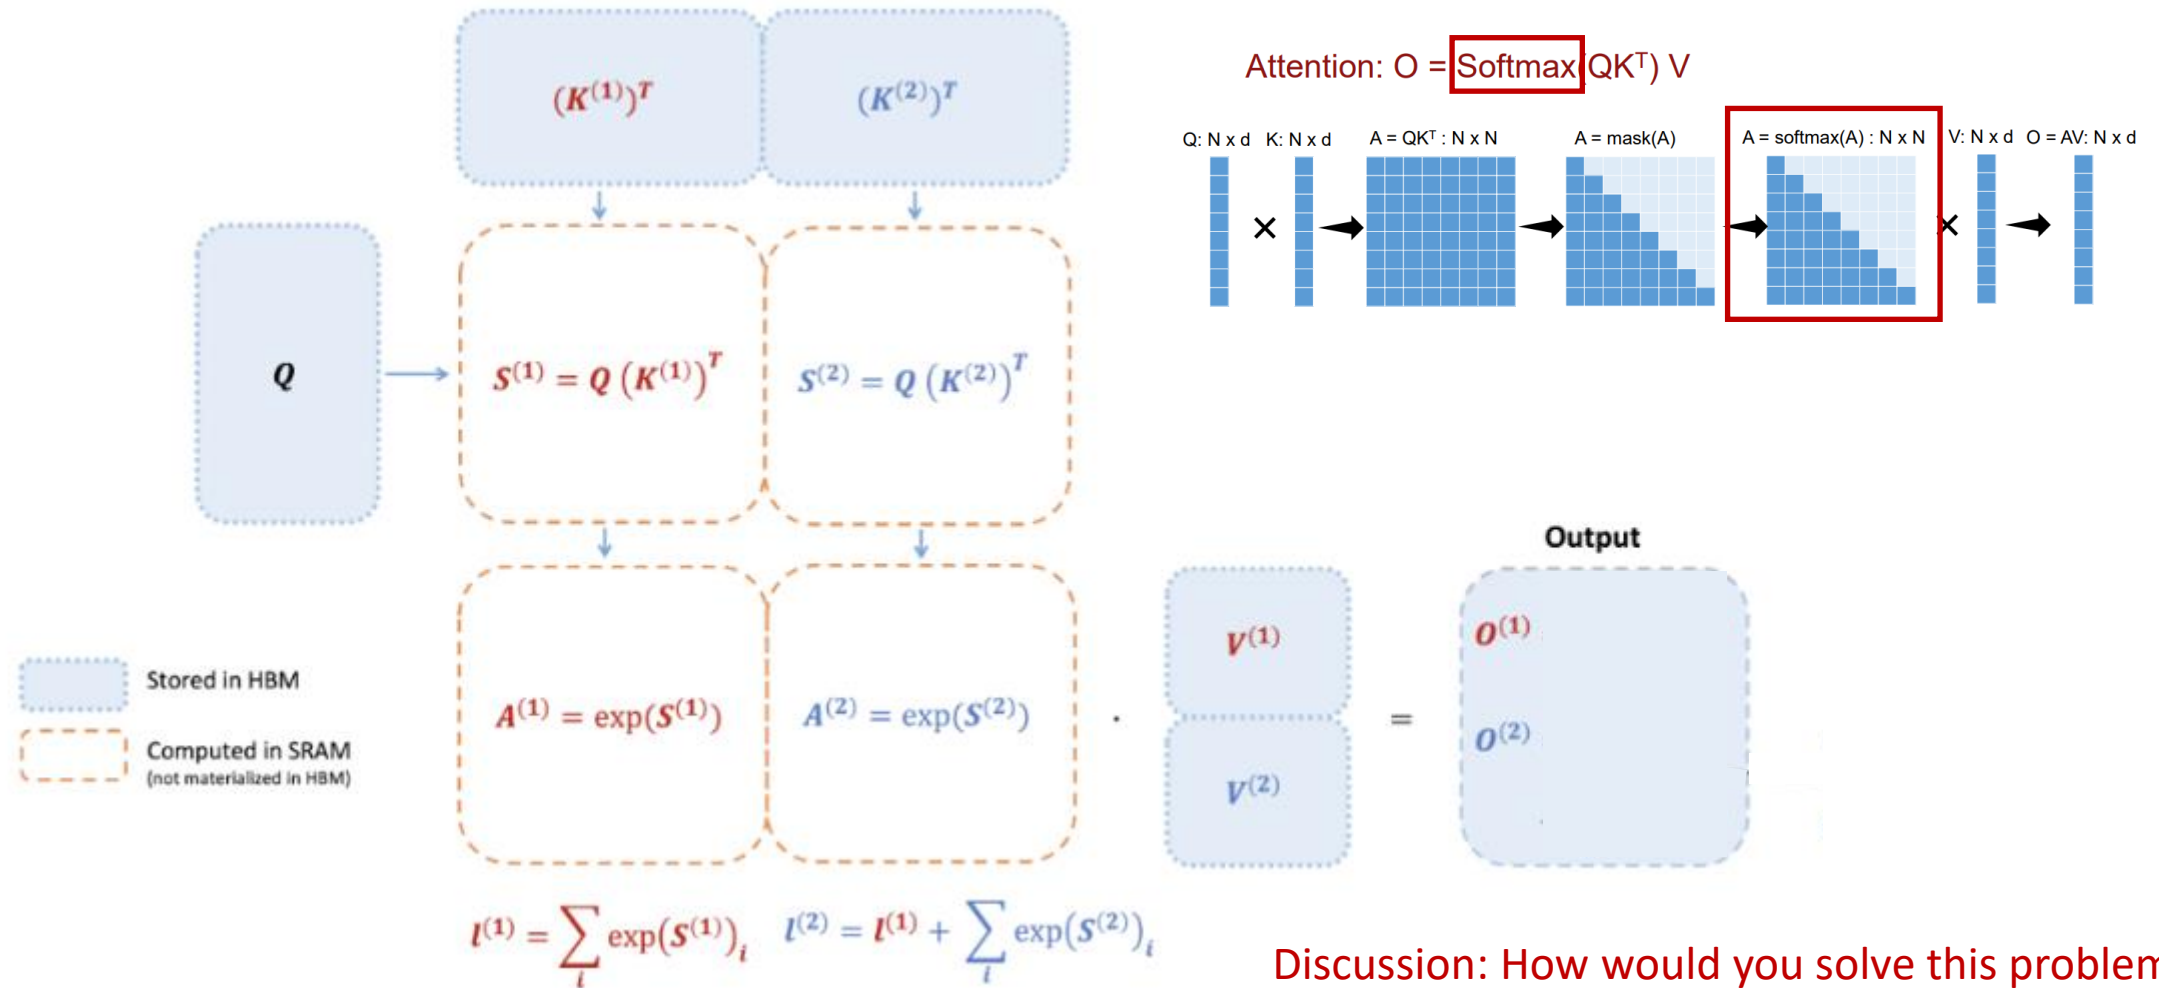 Attention: O = Softmax(QKᵀ) V
Q: N x d K: N x d A = QKᵀ : N x N A = mask(A) A = softmax(A) : N x N V: N x d O = AV: N x d
× ×
(K⁽¹⁾)ᵀ (K⁽²⁾)ᵀ
Q
S⁽¹⁾ = Q (K⁽¹⁾)ᵀ S⁽²⁾ = Q (K⁽²⁾)ᵀ
Output
A⁽¹⁾ = exp(S⁽¹⁾) A⁽²⁾ = exp(S⁽²⁾) · =
V⁽¹⁾
V⁽²⁾
O⁽¹⁾
O⁽²⁾
Stored in HBM
Computed in SRAM
(not materialized in HBM)
l⁽¹⁾ = ∑ᵢ exp(S⁽¹⁾)ᵢ l⁽²⁾ = l⁽¹⁾ + ∑ᵢ exp(S⁽²⁾)ᵢ
Discussion: How would you solve this problem